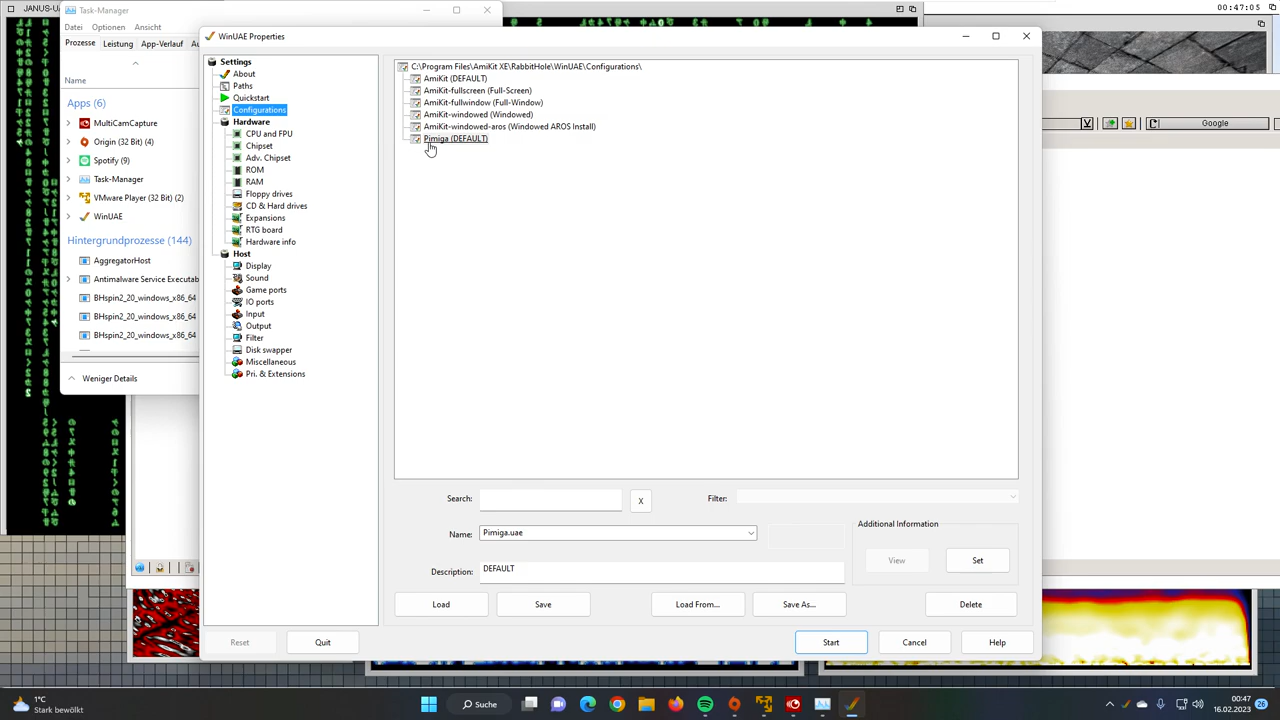 JANUS-U
Task-Manager
Datei Optionen Ansicht
Prozesse Leistung App-Verlauf Au
Name
Apps (6)
MultiCamCapture
Origin (32 Bit) (4)
Spotify (9)
Task-Manager
VMware Player (32 Bit) (2)
WinUAE
Hintergrundprozesse (144)
AggregatorHost
Antimalware Service Executab
BHspin2_20_windows_x86_64
BHspin2_20_windows_x86_64
BHspin2_20_windows_x86_64
Weniger Details
WinUAE Properties
Settings
About
Paths
Quickstart
Configurations
Hardware
CPU and FPU
Chipset
Adv. Chipset
ROM
RAM
Floppy drives
CD & Hard drives
Expansions
RTG board
Hardware info
Host
Display
Sound
Game ports
IO ports
Input
Output
Filter
Disk swapper
Miscellaneous
Pri. & Extensions
C:\Program Files\AmiKit XE\RabbitHole\WinUAE\Configurations\
AmiKit (DEFAULT)
AmiKit-fullscreen (Full-Screen)
AmiKit-fullwindow (Full-Window)
AmiKit-windowed (Windowed)
AmiKit-windowed-aros (Windowed AROS Install)
Pimiga (DEFAULT)
Search:
X
Filter:
Name:
Pimiga.uae
Description:
DEFAULT
Additional Information
View
Set
Load
Save
Load From...
Save As...
Delete
Reset
Quit
Start
Cancel
Help
00:47:05
Google
1°C
Stark bewölkt
Suche
00:47
16.02.2023
26